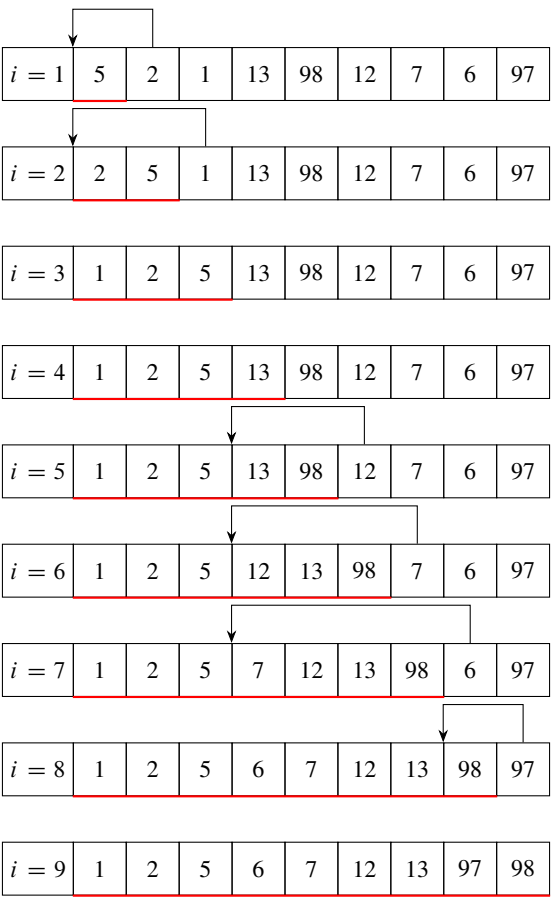 i = 1 5 2 1 13 98 12 7 6 97
i = 2 2 5 1 13 98 12 7 6 97
i = 3 1 2 5 13 98 12 7 6 97
i = 4 1 2 5 13 98 12 7 6 97
i = 5 1 2 5 13 98 12 7 6 97
i = 6 1 2 5 12 13 98 7 6 97
i = 7 1 2 5 7 12 13 98 6 97
i = 8 1 2 5 6 7 12 13 98 97
i = 9 1 2 5 6 7 12 13 97 98